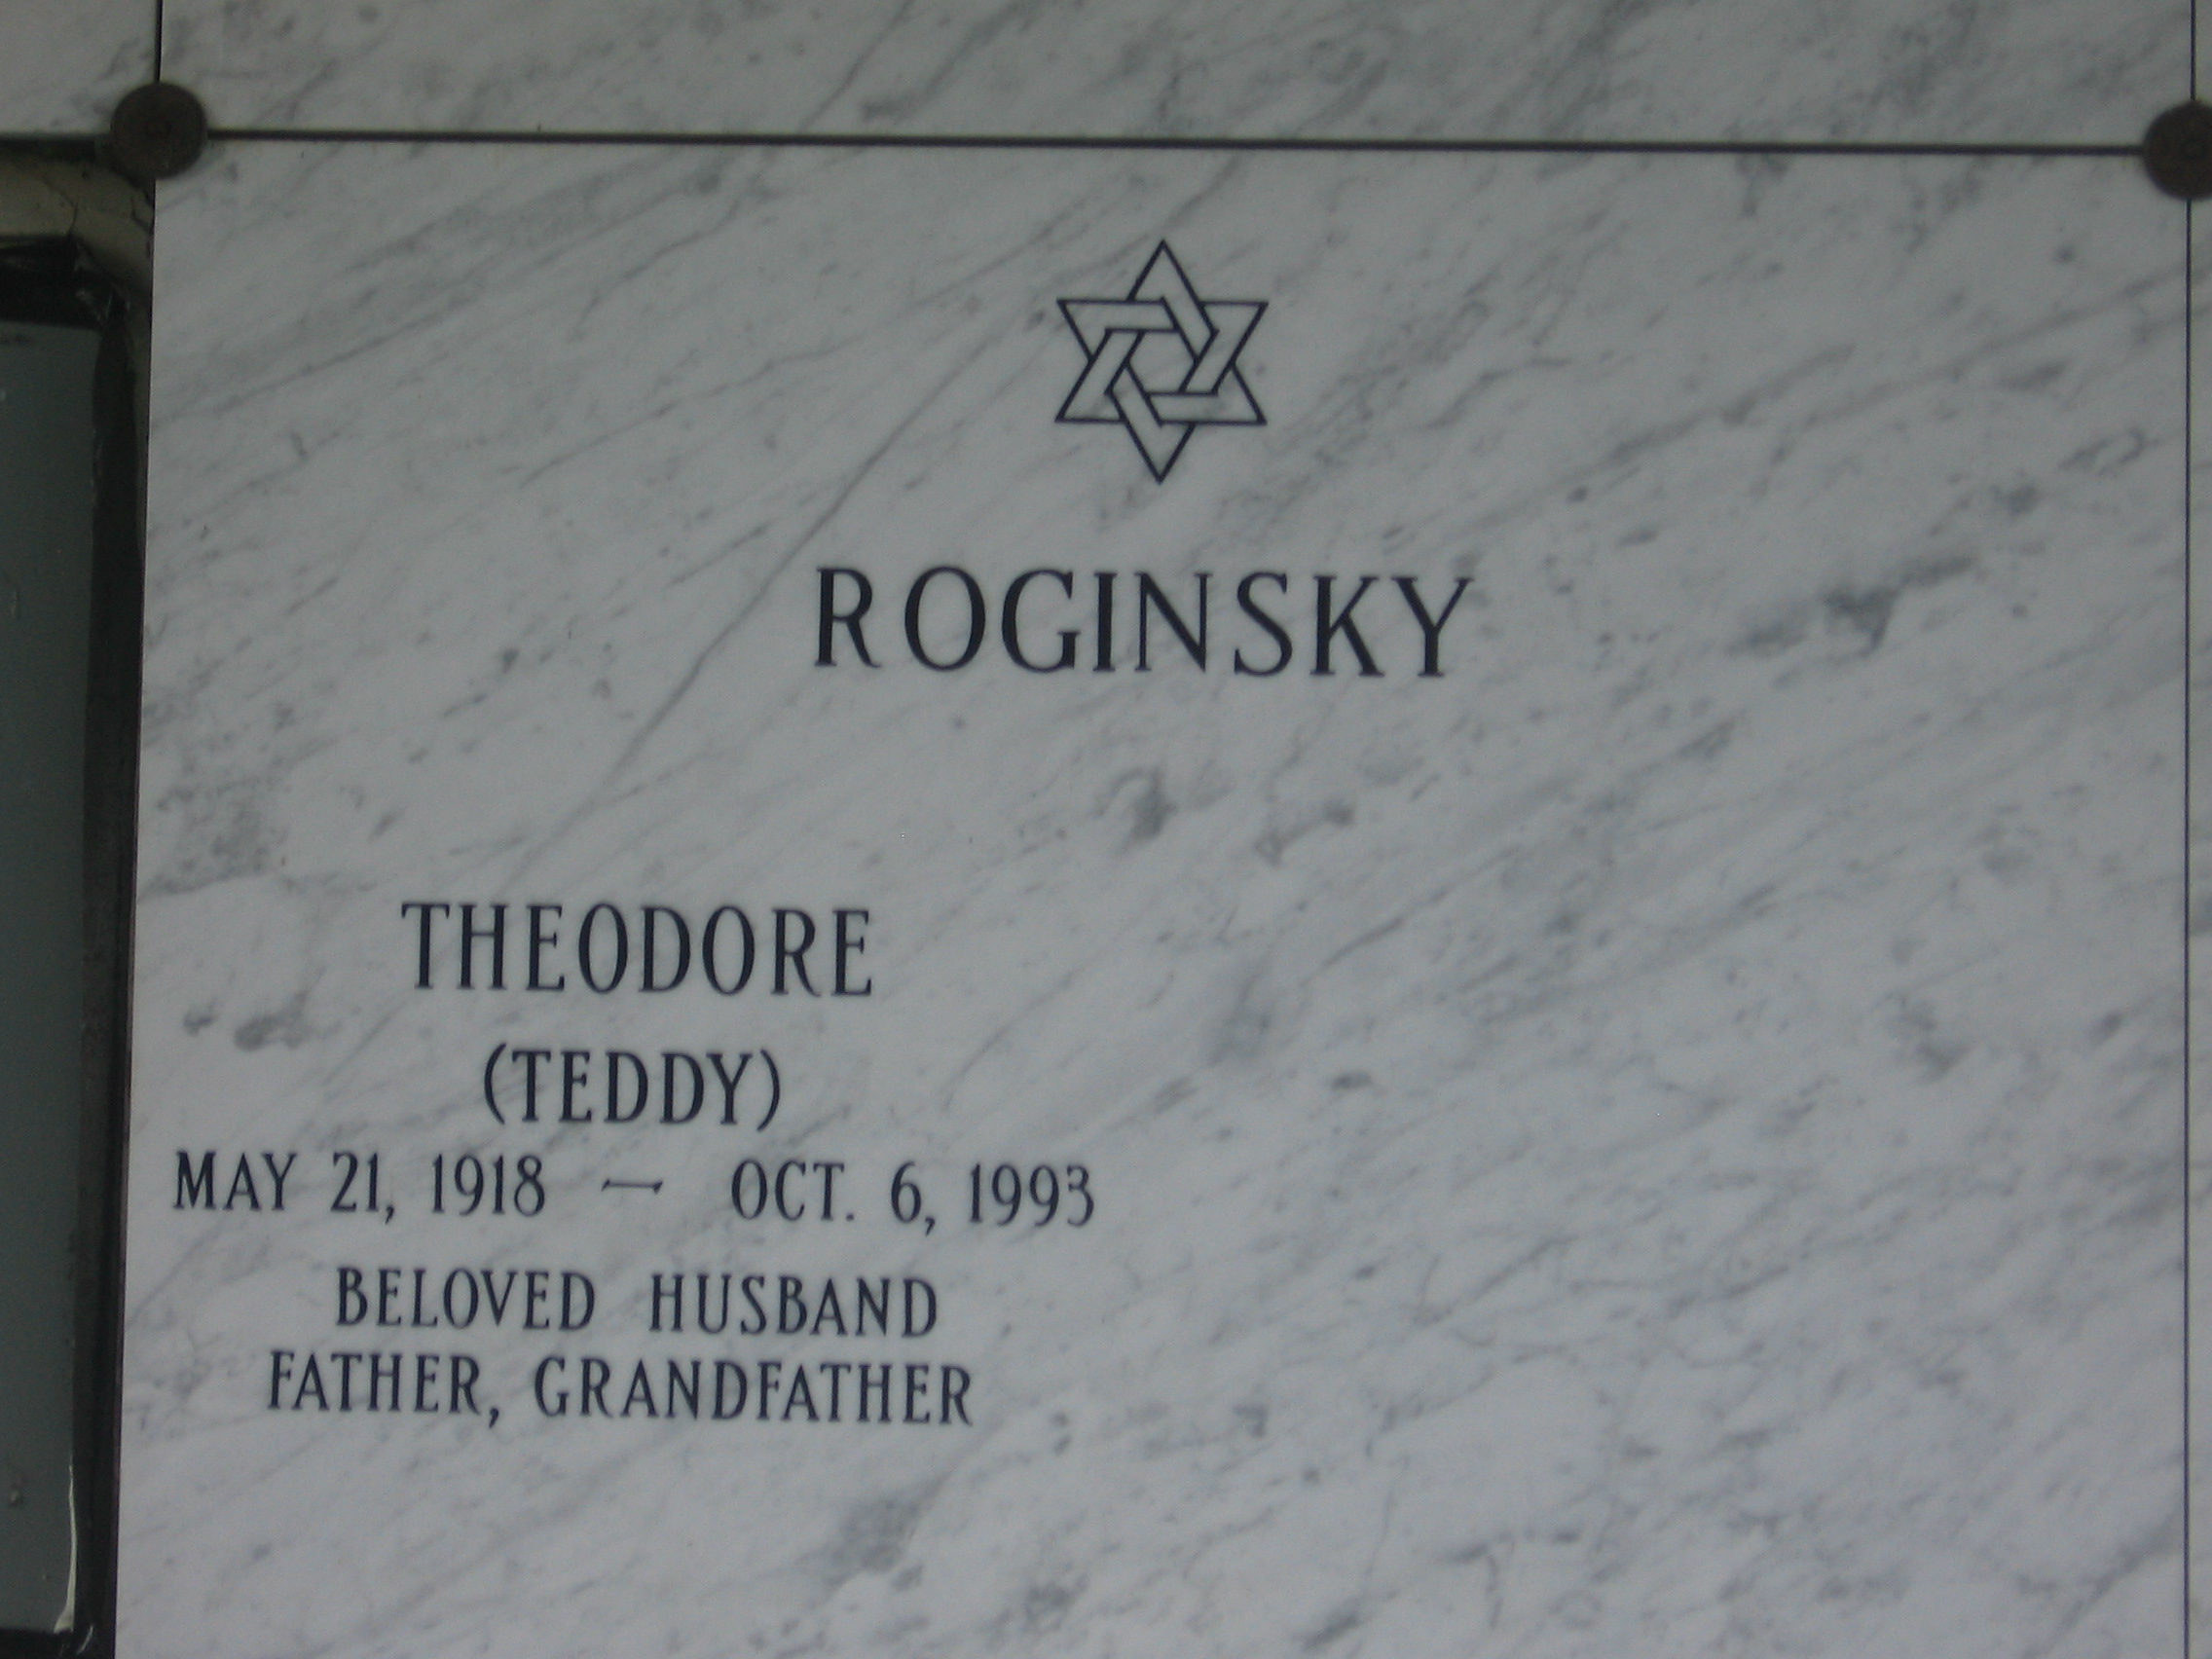 ROGINSKY
THEODORE
(TEDDY)
MAY 21, 1918 — OCT. 6, 1993
BELOVED HUSBAND
FATHER, GRANDFATHER